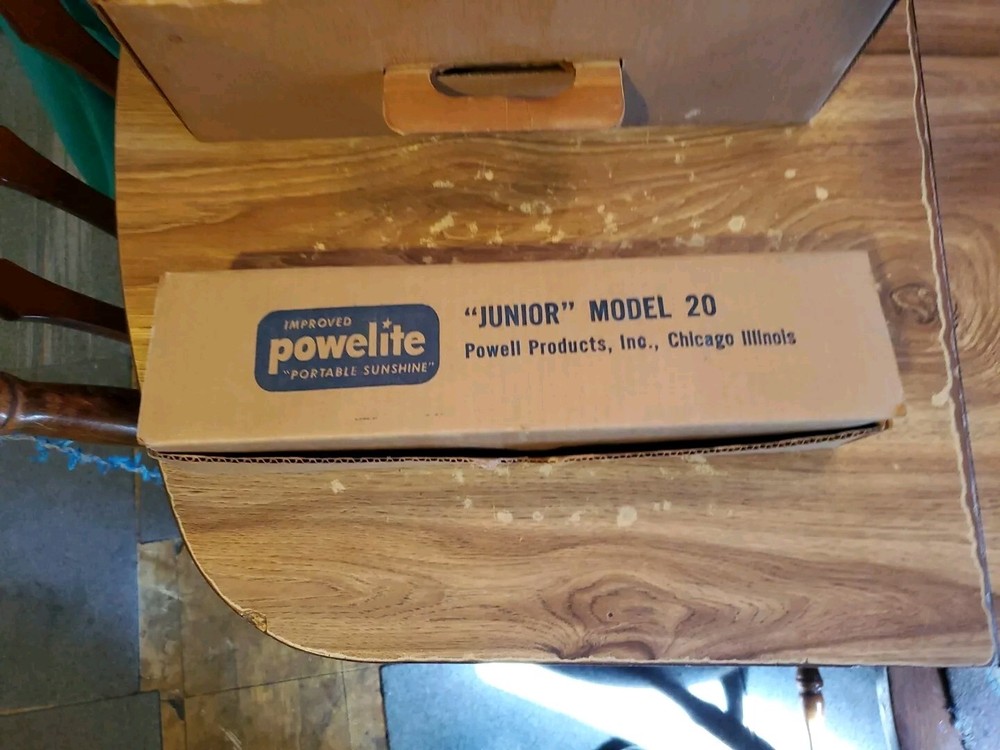 IMPROVED
powelite
"PORTABLE SUNSHINE"
“JUNIOR” MODEL 20
Powell Products, Inc., Chicago Illinois